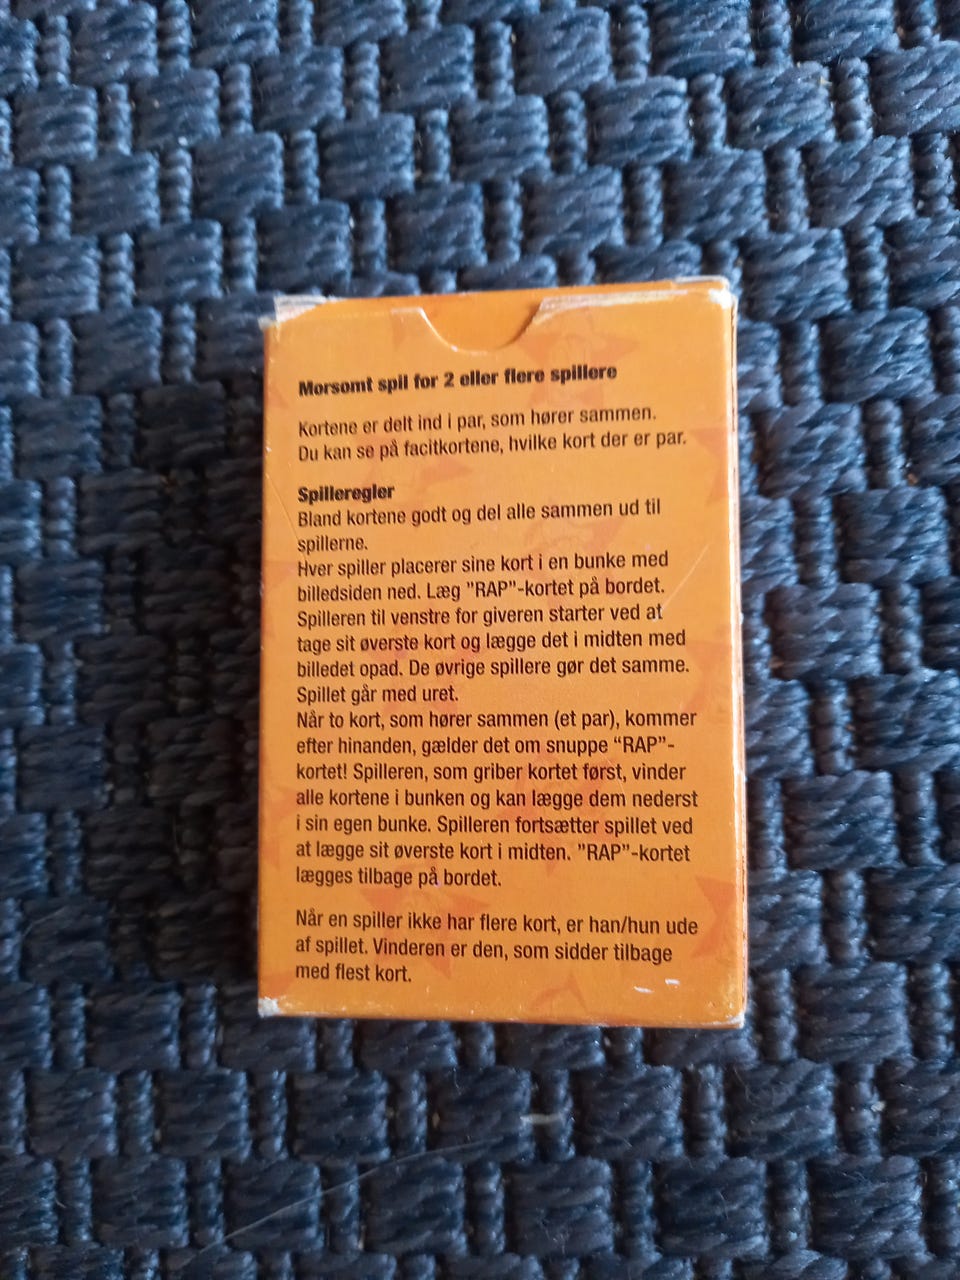 Morsomt spil for 2 eller flere spillere
Kortene er delt ind i par, som hører sammen.
Du kan se på facitkortene, hvilke kort der er par.
Spilleregler
Bland kortene godt og del alle sammen ud til
spillerne.
Hver spiller placerer sine kort i en bunke med
billedsiden ned. Læg ”RAP”-kortet på bordet.
Spilleren til venstre for giveren starter ved at
tage sit øverste kort og lægge det i midten med
billedet opad. De øvrige spillere gør det samme.
Spillet går med uret.
Når to kort, som hører sammen (et par), kommer
efter hinanden, gælder det om snuppe “RAP”-
kortet! Spilleren, som griber kortet først, vinder
alle kortene i bunken og kan lægge dem nederst
i sin egen bunke. Spilleren fortsætter spillet ved
at lægge sit øverste kort i midten. ”RAP”-kortet
lægges tilbage på bordet.
Når en spiller ikke har flere kort, er han/hun ude
af spillet. Vinderen er den, som sidder tilbage
med flest kort.